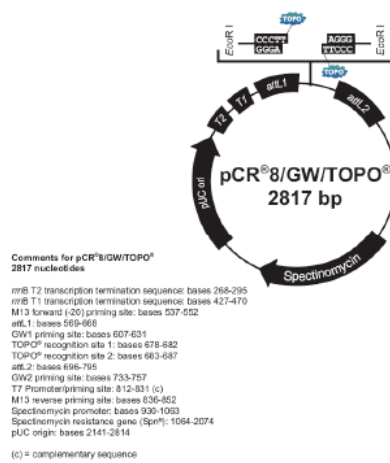 TOPO
EcoR I
CCCTT
GGGA
AGGG
TTCCC
EcoR I
TOPO
attL1
attL2
T1
T2
pUC ori
pCR®8/GW/TOPO®
2817 bp
Spectinomycin
Comments for pCR®8/GW/TOPO®
2817 nucleotides
rrnB T2 transcription termination sequence: bases 268-295
rrnB T1 transcription termination sequence: bases 427-470
M13 forward (-20) priming site: bases 537-552
attL1: bases 569-668
GW1 priming site: bases 607-631
TOPO® recognition site 1: bases 678-682
TOPO® recognition site 2: bases 683-687
attL2: bases 696-795
GW2 priming site: bases 733-757
T7 Promoter/priming site: 812-831 (c)
M13 reverse priming site: bases 836-852
Spectinomycin promoter: bases 930-1063
Spectinomycin resistance gene (Spnᴿ): 1064-2074
pUC origin: bases 2141-2814
(c) = complementary sequence